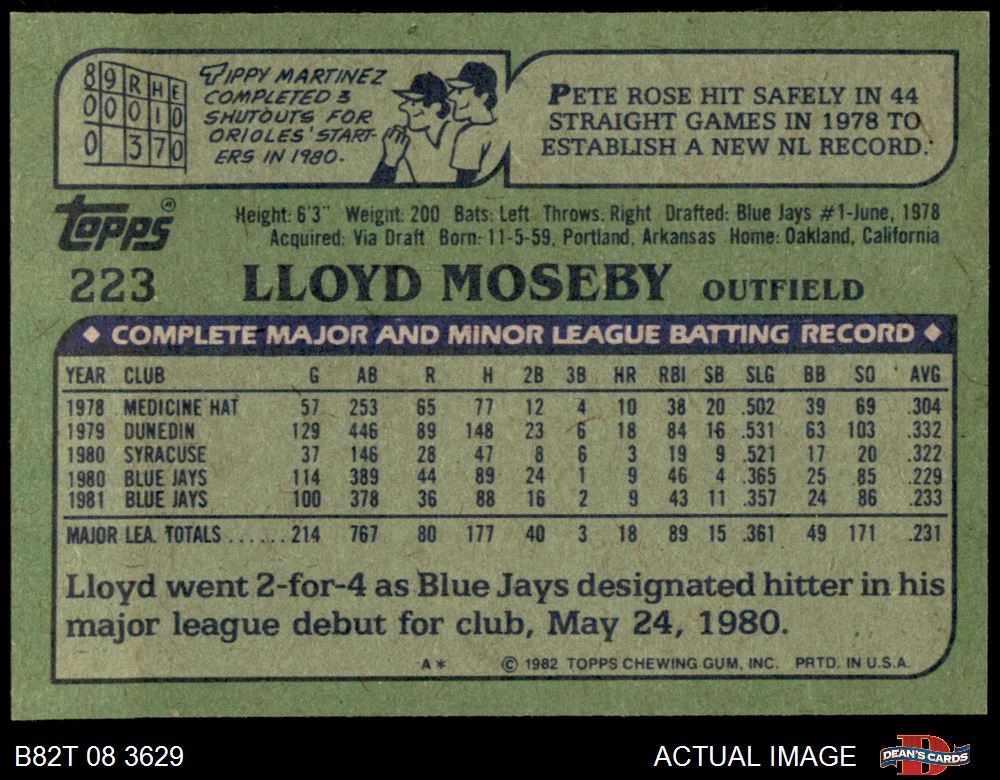 8 9 R H E
0 0 0 1 0
0 3 7 0
TIPPY MARTINEZ
COMPLETED 3
SHUTOUTS FOR
ORIOLES' START-
ERS IN 1980.
PETE ROSE HIT SAFELY IN 44
STRAIGHT GAMES IN 1978 TO
ESTABLISH A NEW NL RECORD.
Topps®
Height: 6'3" Weight: 200 Bats: Left Throws: Right Drafted: Blue Jays #1-June, 1978
Acquired: Via Draft Born: 11-5-59, Portland, Arkansas Home: Oakland, California
223 LLOYD MOSEBY OUTFIELD
◆ COMPLETE MAJOR AND MINOR LEAGUE BATTING RECORD ◆
YEAR CLUB G AB R H 2B 3B HR RBI SB SLG BB SO AVG
1978 MEDICINE HAT 57 253 65 77 12 4 10 38 20 .502 39 69 .304
1979 DUNEDIN 129 446 89 148 23 6 18 84 16 .531 63 103 .332
1980 SYRACUSE 37 146 28 47 8 6 3 19 9 .521 17 20 .322
1980 BLUE JAYS 114 389 44 89 24 1 9 46 4 .365 25 85 .229
1981 BLUE JAYS 100 378 36 88 16 2 9 43 11 .357 24 86 .233
MAJOR LEA. TOTALS ...... 214 767 80 177 40 3 18 89 15 .361 49 171 .231
Lloyd went 2-for-4 as Blue Jays designated hitter in his
major league debut for club, May 24, 1980.
A* © 1982 TOPPS CHEWING GUM, INC. PRTD. IN U.S.A.
B82T 08 3629 ACTUAL IMAGE DEAN'S CARDS